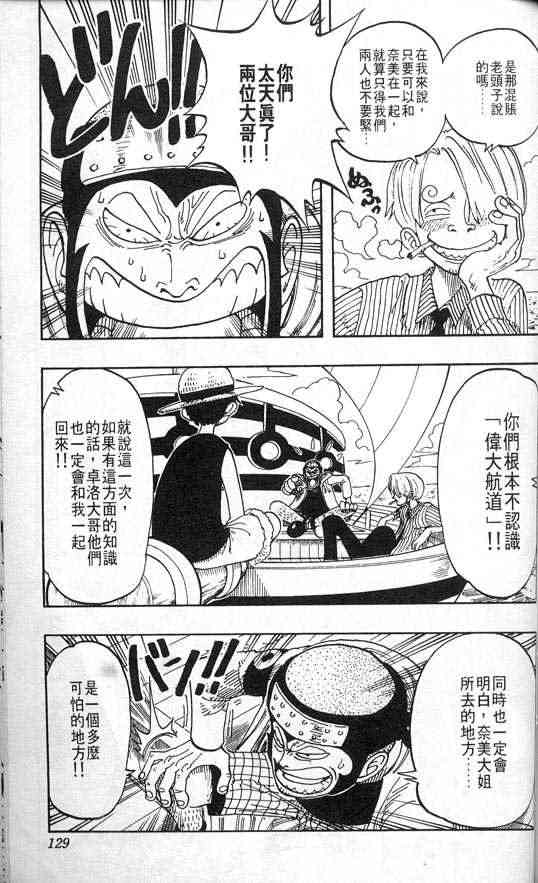 是那混賬
老頭子說
的嗎……
在我來說，
只要可以和
奈美在一起，
就算只得我們
兩人也不要緊……
ぬふっ
你們
太天真了！
兩位大哥!!
どん!!
你們根本不認識
「偉大航道」!!
就說這一次，
如果有這方面的知識
的話，卓洛大哥他們
也一定會和我一起
回來!!
同時也一定會
明白，奈美大姐
所去的地方……
バン!!
是一個多麼
可怕的地方!!
129